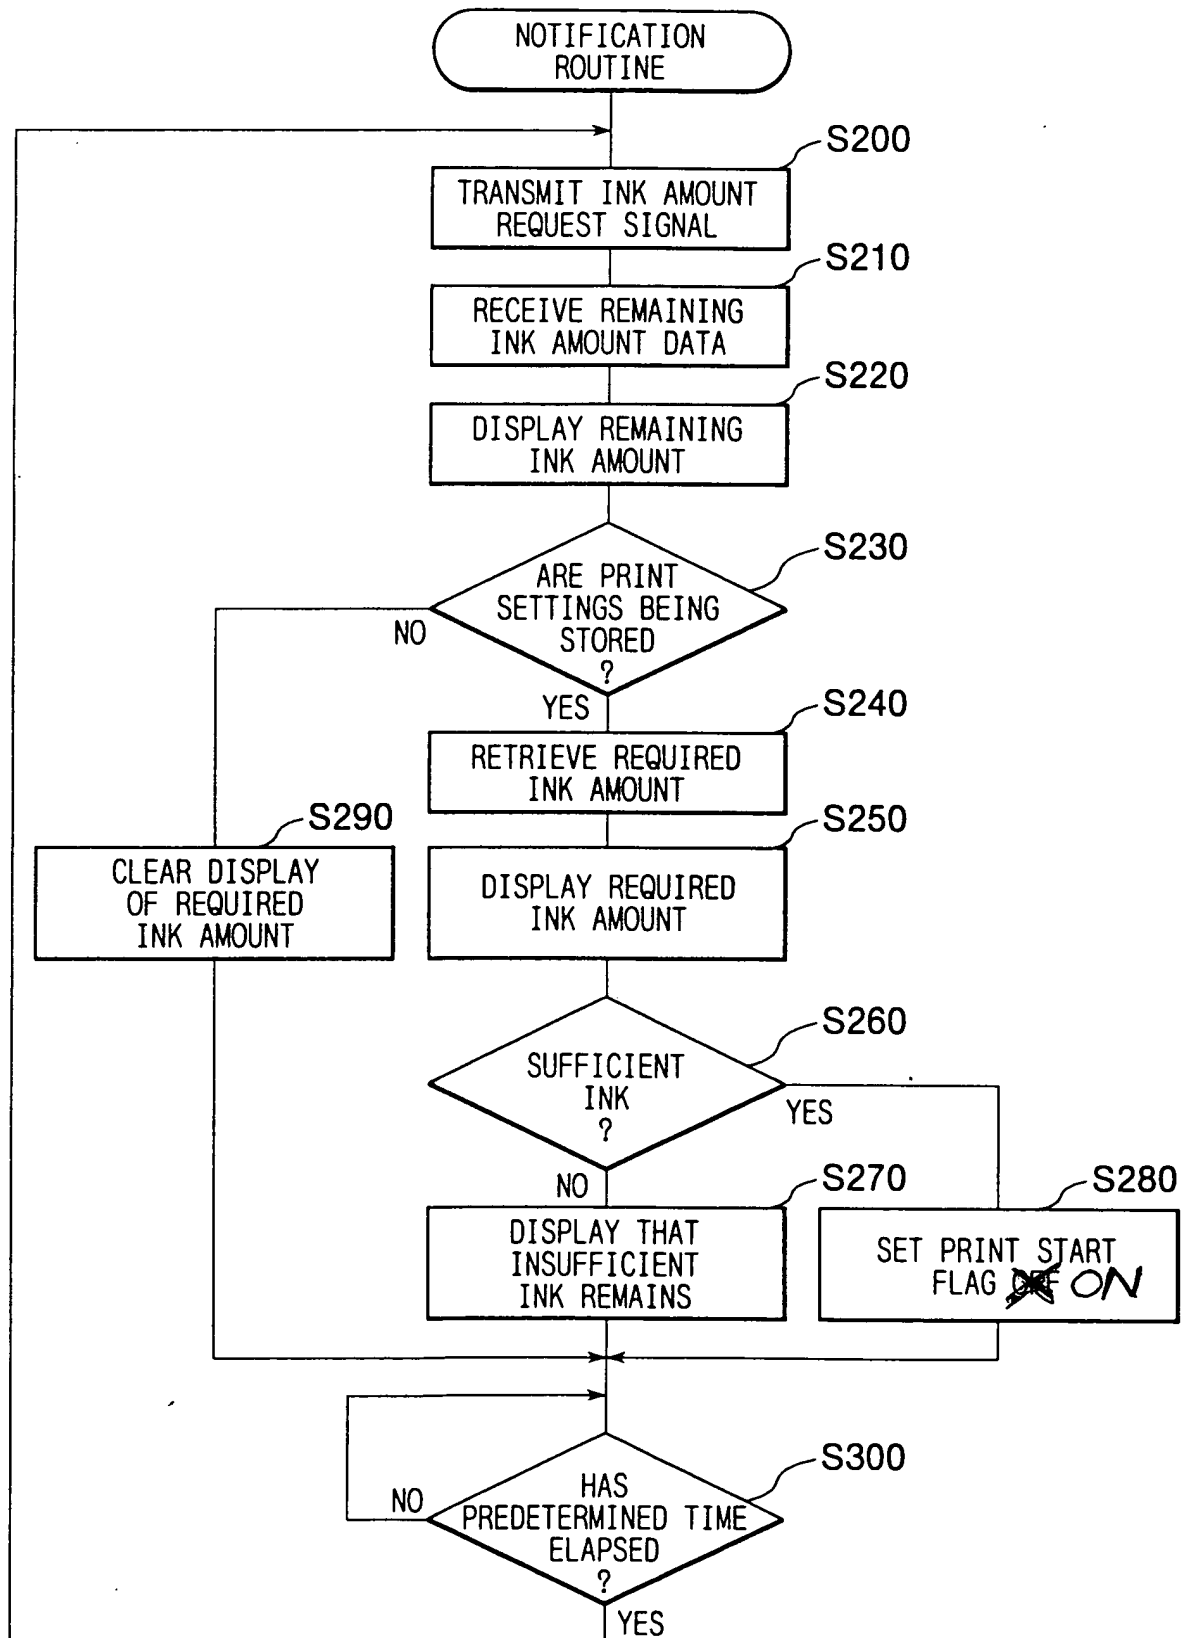 NOTIFICATION
ROUTINE
S200
TRANSMIT INK AMOUNT
REQUEST SIGNAL
S210
RECEIVE REMAINING
INK AMOUNT DATA
S220
DISPLAY REMAINING
INK AMOUNT
S230
ARE PRINT
SETTINGS BEING
STORED
?
NO
YES
S240
RETRIEVE REQUIRED
INK AMOUNT
S290
CLEAR DISPLAY
OF REQUIRED
INK AMOUNT
S250
DISPLAY REQUIRED
INK AMOUNT
S260
SUFFICIENT
INK
?
YES
NO
S270
DISPLAY THAT
INSUFFICIENT
INK REMAINS
S280
SET PRINT START
FLAG ON
S300
HAS
PREDETERMINED TIME
ELAPSED
?
NO
YES